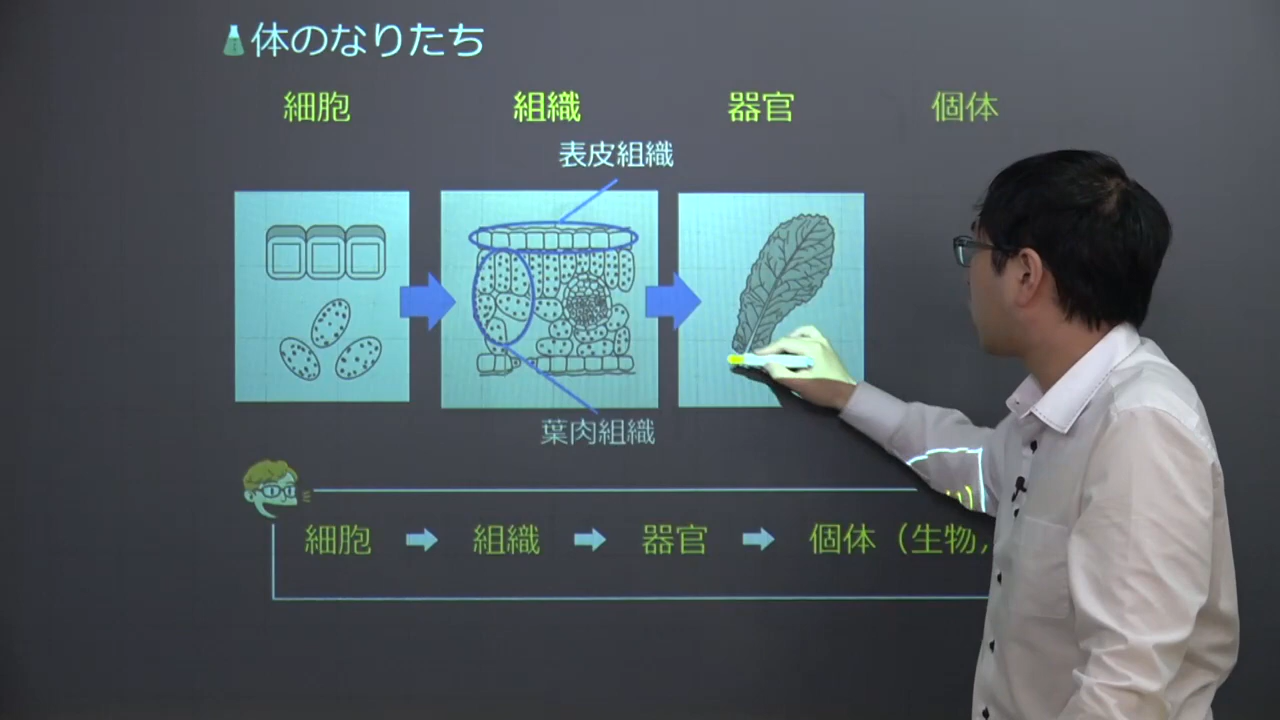 体のなりたち
細胞 組織 器官 個体
表皮組織
葉肉組織
細胞 ➡ 組織 ➡ 器官 ➡ 個体（生物，